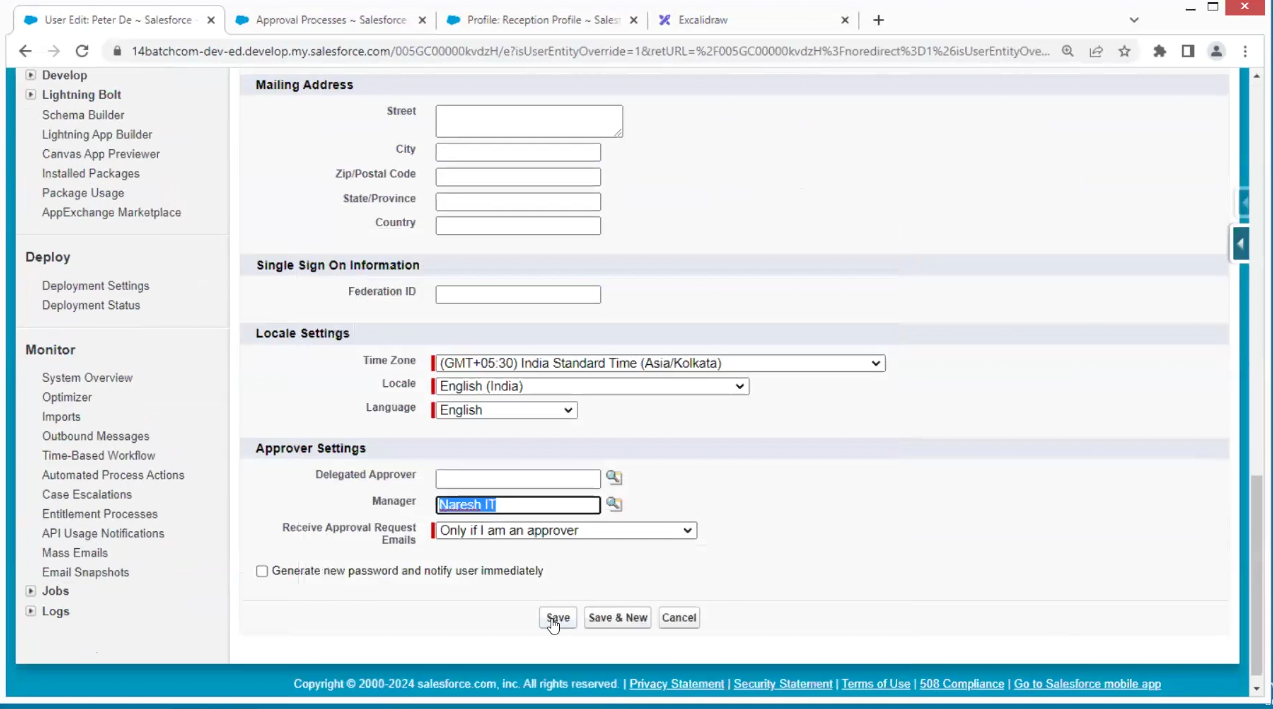 User Edit: Peter De ~ Salesforce
Approval Processes ~ Salesforce
Profile: Reception Profile ~ Sales
Excalidraw
14batchcom-dev-ed.develop.my.salesforce.com/005GC00000kvdzH/e?isUserEntityOverride=1&retURL=%2F005GC00000kvdzH%3Fnoredirect%3D1%26isUserEntityOve...
Develop
Lightning Bolt
Schema Builder
Lightning App Builder
Canvas App Previewer
Installed Packages
Package Usage
AppExchange Marketplace
Deploy
Deployment Settings
Deployment Status
Monitor
System Overview
Optimizer
Imports
Outbound Messages
Time-Based Workflow
Automated Process Actions
Case Escalations
Entitlement Processes
API Usage Notifications
Mass Emails
Email Snapshots
Jobs
Logs
Mailing Address
Street
City
Zip/Postal Code
State/Province
Country
Single Sign On Information
Federation ID
Locale Settings
Time Zone (GMT+05:30) India Standard Time (Asia/Kolkata)
Locale English (India)
Language English
Approver Settings
Delegated Approver
Manager Naresh IT
Receive Approval Request Only if I am an approver
Emails
Generate new password and notify user immediately
Save Save & New Cancel
Copyright © 2000-2024 salesforce.com, inc. All rights reserved. | Privacy Statement | Security Statement | Terms of Use | 508 Compliance | Go to Salesforce mobile app